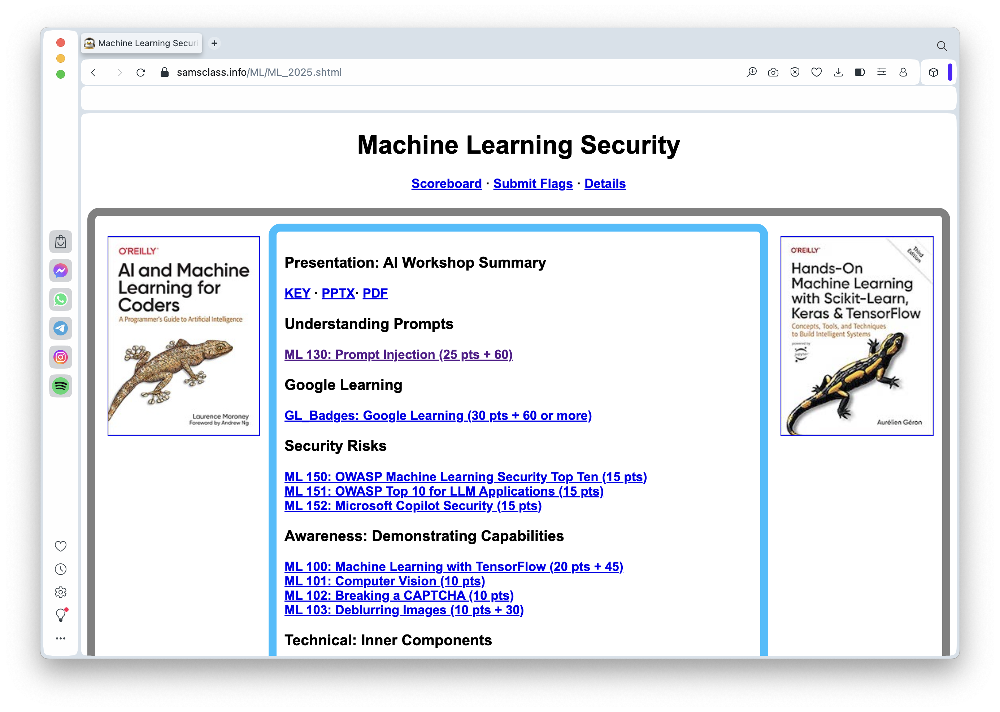 Machine Learning Securi
samsclass.info/ML/ML_2025.shtml
Machine Learning Security
Scoreboard · Submit Flags · Details
O'REILLY
AI and Machine
Learning for
Coders
A Programmer's Guide to Artificial Intelligence
Laurence Moroney
Foreword by Andrew Ng
Presentation: AI Workshop Summary
KEY · PPTX· PDF
Understanding Prompts
ML 130: Prompt Injection (25 pts + 60)
Google Learning
GL_Badges: Google Learning (30 pts + 60 or more)
Security Risks
ML 150: OWASP Machine Learning Security Top Ten (15 pts)
ML 151: OWASP Top 10 for LLM Applications (15 pts)
ML 152: Microsoft Copilot Security (15 pts)
Awareness: Demonstrating Capabilities
ML 100: Machine Learning with TensorFlow (20 pts + 45)
ML 101: Computer Vision (10 pts)
ML 102: Breaking a CAPTCHA (10 pts)
ML 103: Deblurring Images (10 pts + 30)
Technical: Inner Components
O'REILLY
Third
Edition
Hands-On
Machine Learning
with Scikit-Learn,
Keras & TensorFlow
Concepts, Tools, and Techniques
to Build Intelligent Systems
powered by
jupyter
Aurélien Géron